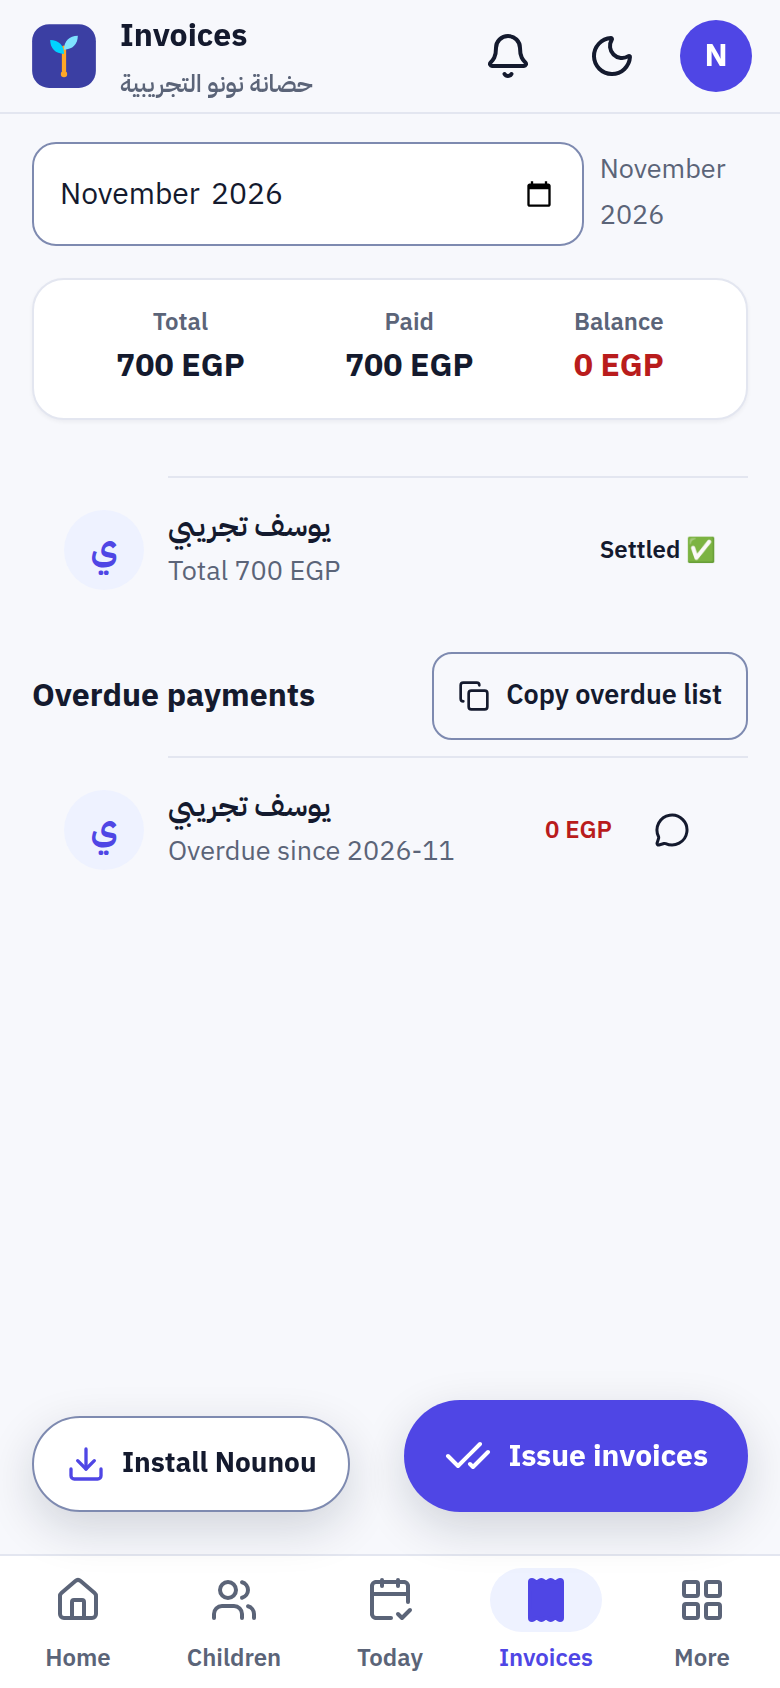 Invoices
حضانة نونو التجريبية
N
November 2026
November
2026
Total
Paid
Balance
700 EGP
700 EGP
0 EGP
ي
يوسف تجريبي
Total 700 EGP
Settled ✅
Overdue payments
Copy overdue list
ي
يوسف تجريبي
Overdue since 2026-11
0 EGP
Install Nounou
Issue invoices
Home
Children
Today
Invoices
More